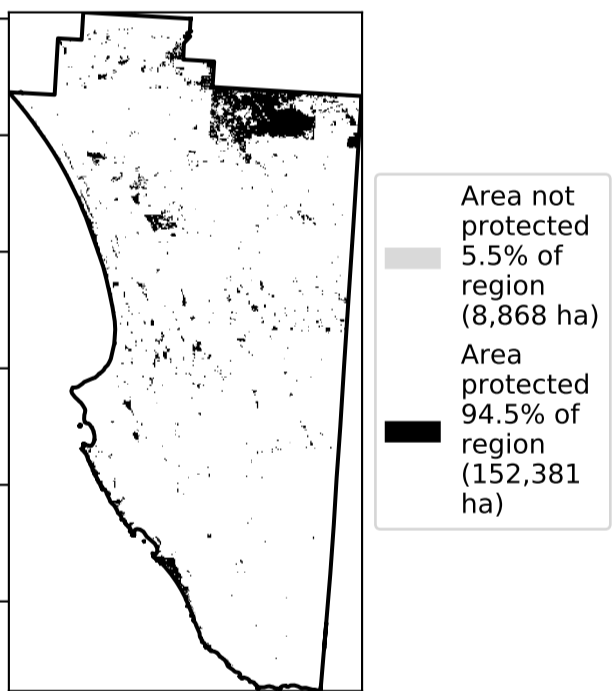 Area not
protected
5.5% of
region
(8,868 ha)
Area
protected
94.5% of
region
(152,381
ha)